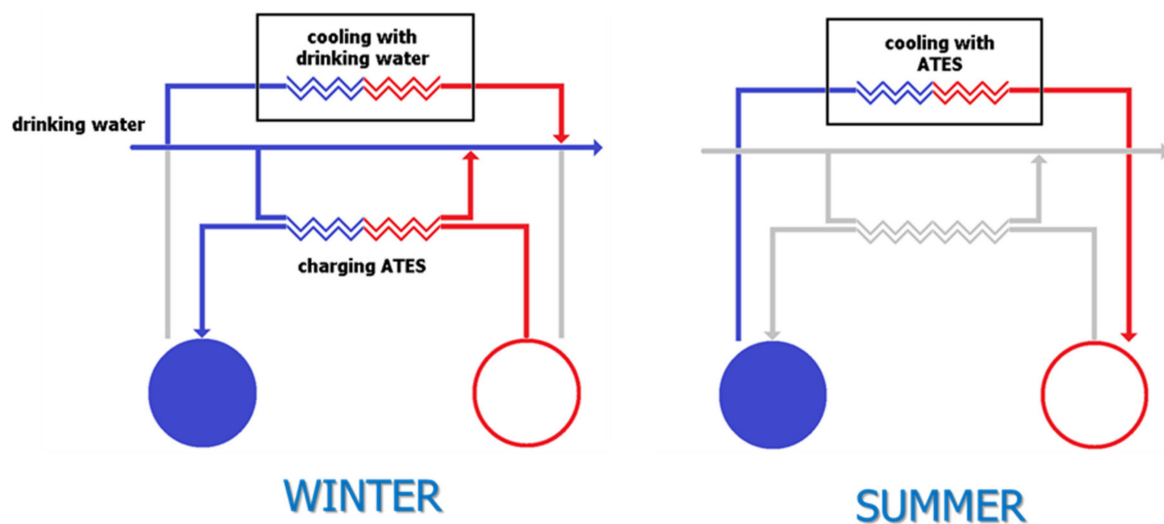 cooling with
drinking water
drinking water
charging ATES
WINTER
cooling with
ATES
SUMMER